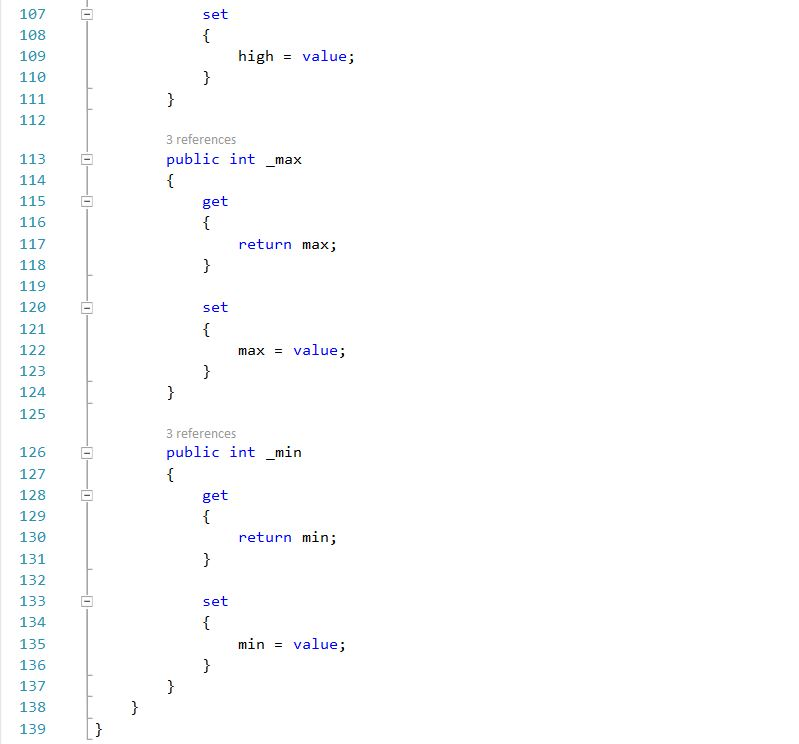 107 set
108 {
109 high = value;
110 }
111 }
112
3 references
113 public int _max
114 {
115 get
116 {
117 return max;
118 }
119
120 set
121 {
122 max = value;
123 }
124 }
125
3 references
126 public int _min
127 {
128 get
129 {
130 return min;
131 }
132
133 set
134 {
135 min = value;
136 }
137 }
138 }
139 }